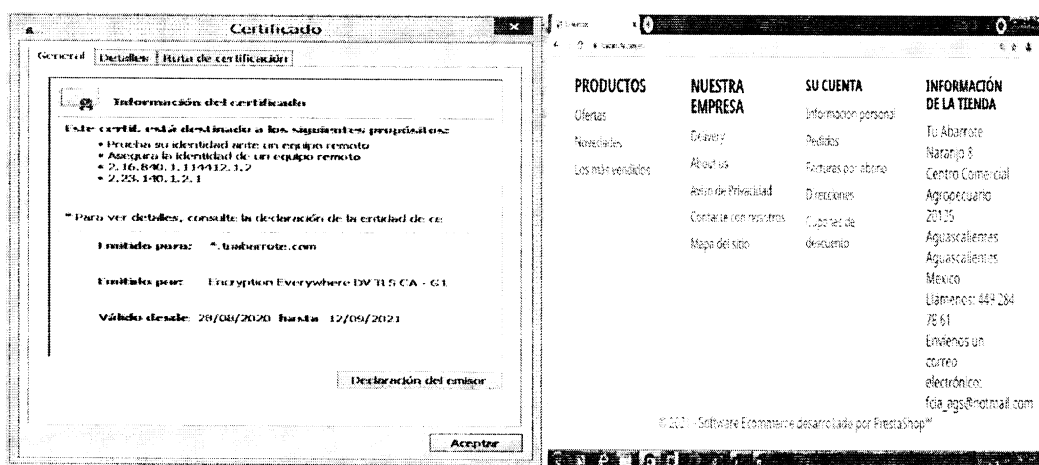 Certificado
General Detalles Ruta de certificación
Información del certificado
Este certif. está destinado a los siguientes propósitos:
• Prueba su identidad ante un equipo remoto
• Asegura la identidad de un equipo remoto
• 2.16.840.1.114412.1.2
• 2.23.140.1.2.1
* Para ver detalles, consulte la declaración de la entidad de ce
Emitido para: *.tuabarrote.com
Emitido por: Encryption Everywhere DV TLS CA - G1
Válido desde 28/08/2020 hasta 12/09/2021
Declaración del emisor
Aceptar
PRODUCTOS
Ofertas
Novedades
Los más vendidos
NUESTRA
EMPRESA
Delivery
About us
Aviso de Privacidad
Contacte con nosotros
Mapa del sitio
SU CUENTA
Información personal
Pedidos
Facturas por abono
Direcciones
Cupones de
descuento
INFORMACIÓN
DE LA TIENDA
Tu Abarrote
Naranjo 8
Centro Comercial
Agropecuario
20135
Aguascalientes
Aguascalientes
Mexico
Llámenos: 449 284
78 61
Envíenos un
correo
electrónico:
fcia_ags@hotmail.com
Software Ecommerce desarrollado por PrestaShop™